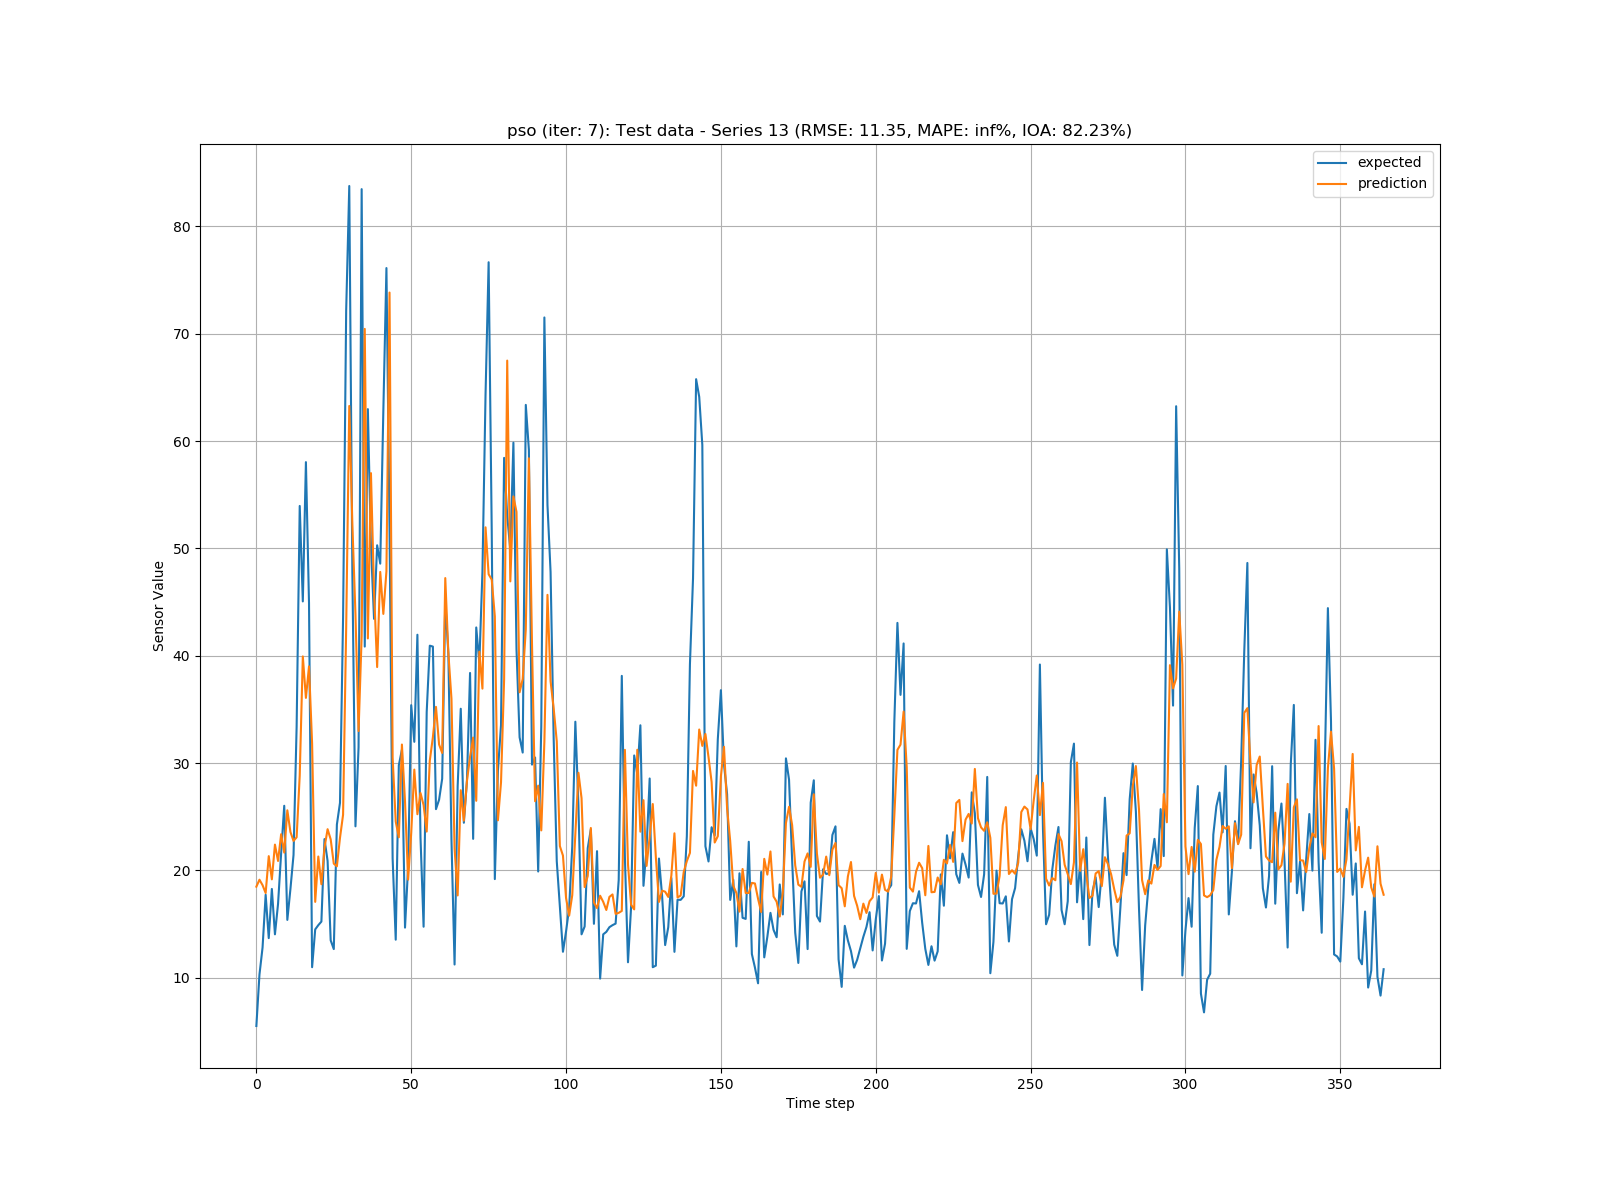 pso (iter: 7): Test data - Series 13 (RMSE: 11.35, MAPE: inf%, IOA: 82.23%)
expected
prediction
80
70
60
50
40
30
20
10
Sensor Value
0 50 100 150 200 250 300 350
Time step